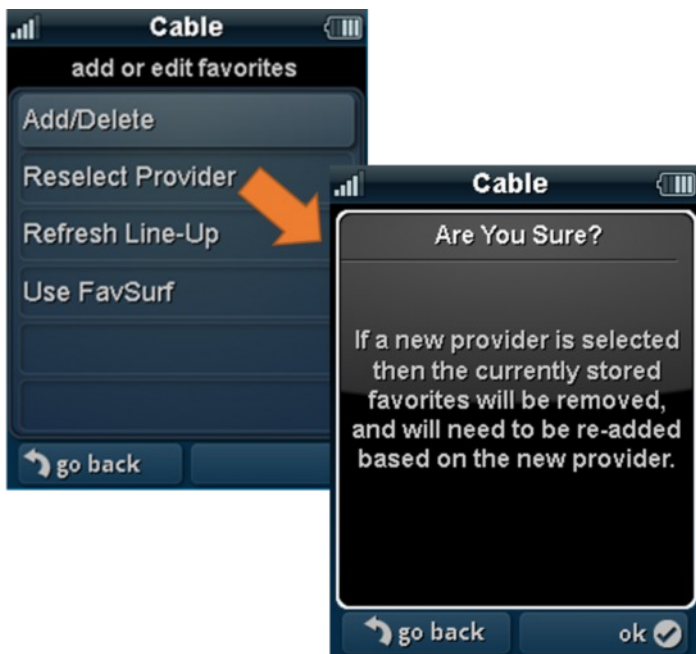 Cable
add or edit favorites
Add/Delete
Reselect Provider
Refresh Line-Up
Use FavSurf
go back
Cable
Are You Sure?
If a new provider is selected
then the currently stored
favorites will be removed,
and will need to be re-added
based on the new provider.
go back
ok